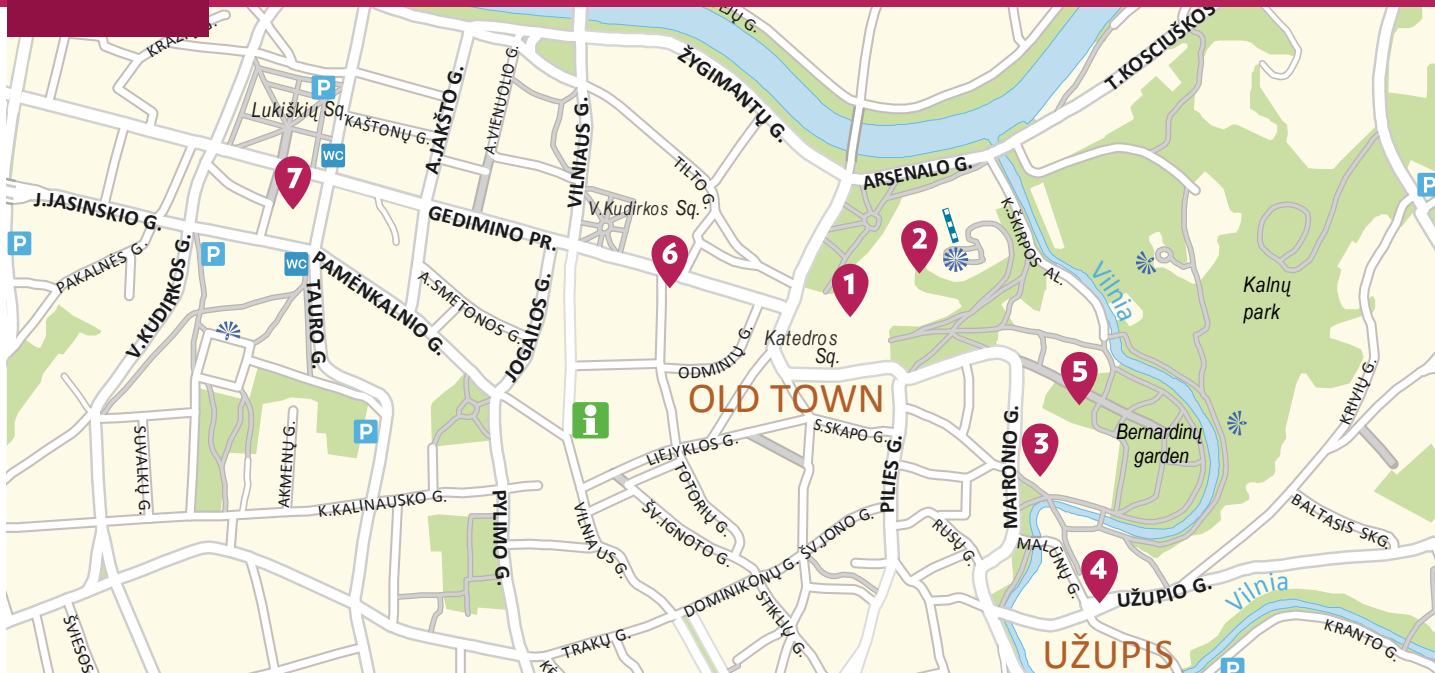 KRAŽIŲ G.
T.KOSCIUŠKOS
ŽYGIMANTŲ G.
A.JAKŠTO G.
A.VIENUOLIO G.
VILNIAUS G.
P
Lukiškių Sq.
KAŠTONŲ G.
WC
7
TILTO G.
ARSENALO G.
K.ŠKIRPOS AL.
P
J.JASINSKIO G.
GEDIMINO PR.
V.Kudirkos Sq.
6
2
1
P
P
WC
PAKALNĖS G.
V.KUDIRKOS G.
TAURO G.
PAMĖNKALNIO G.
A.SMETONOS G.
JOGAILOS G.
Vilnia
Kalnų
park
Katedros
Sq.
ODMINIŲ G.
OLD TOWN
5
KRIVIŲ G.
i
P
SUVALKŲ G.
AKMENŲ G.
LIEJYKLOS G.
S.SKAPO G.
PILIES G.
MAIRONIO G.
3
Bernardinų
garden
K.KALINAUSKO G.
PYLIMO G.
VILNIAUS G.
TOTORIŲ G.
ŠV.IGNOTO G.
ŠV.JONO G.
RUSŲ G.
BALTASIS SKG.
MALŪNŲ G.
4
UŽUPIO G.
Vilnia
DOMINIKONŲ G.
STIKLIŲ G.
TRAKŲ G.
ŠVIESOS
KRANTO G.
UŽUPIS
P